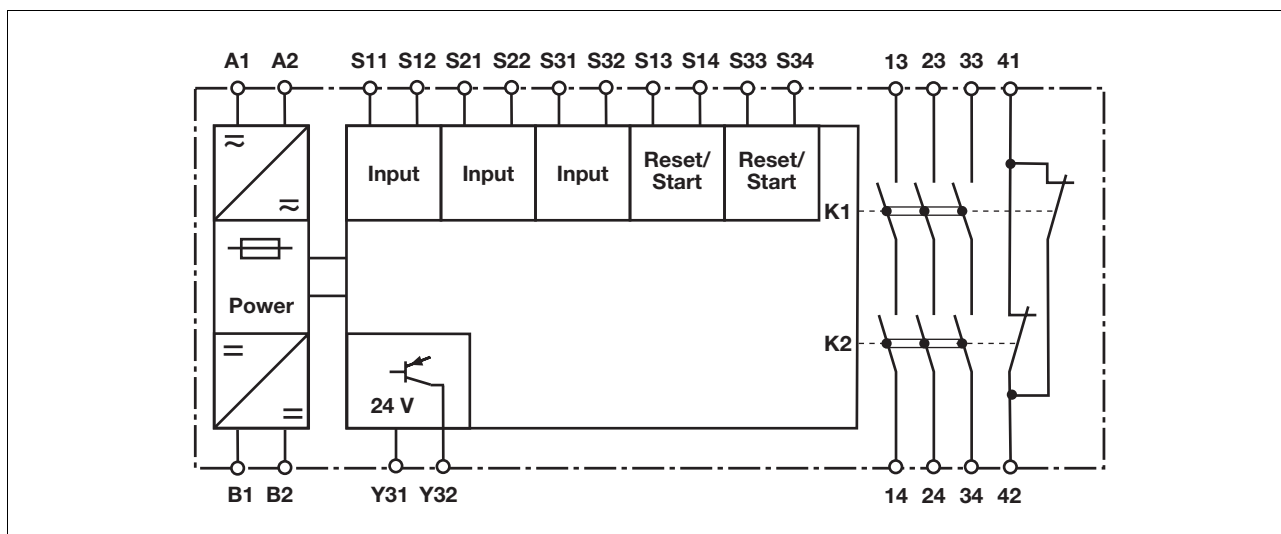 A1 A2 S11 S12 S21 S22 S31 S32 S13 S14 S33 S34 13 23 33 41
Input Input Input Reset/ Reset/
Start Start
K1
Power
K2
24 V
B1 B2 Y31 Y32 14 24 34 42